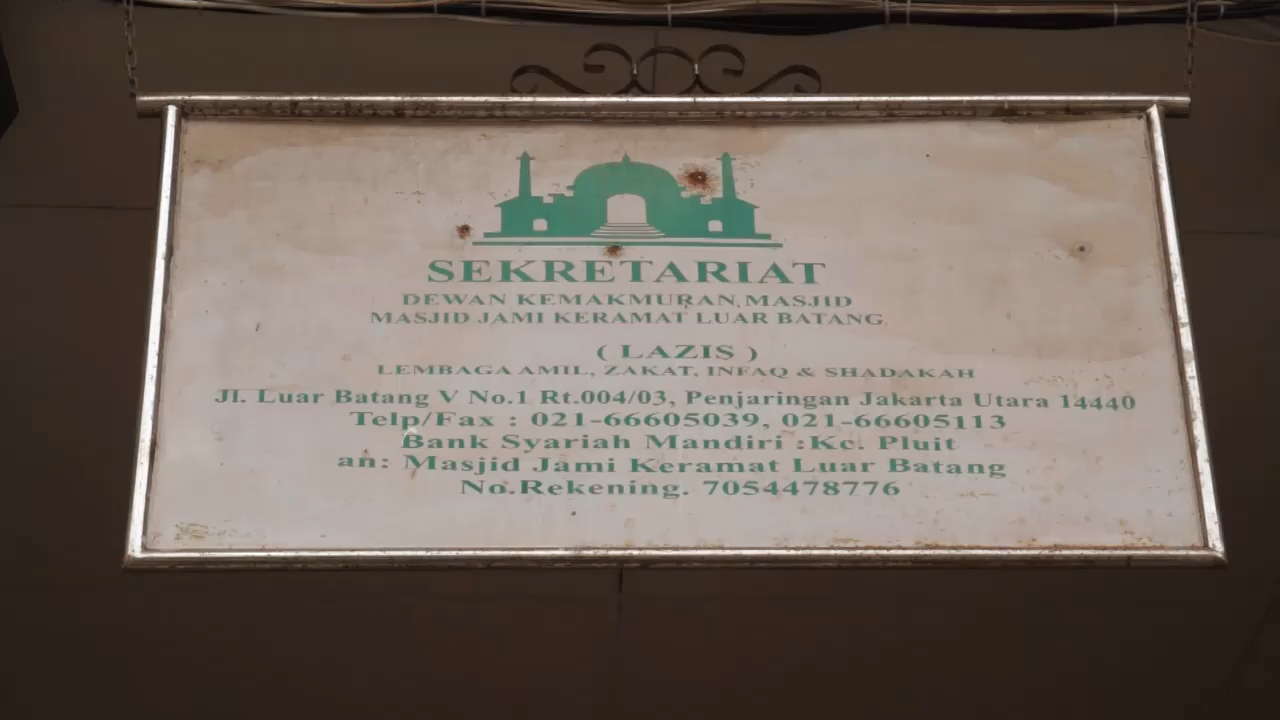 SEKRETARIAT
DEWAN KEMAKMURAN MASJID
MASJID JAMI KERAMAT LUAR BATANG
( LAZIS )
LEMBAGA AMIL, ZAKAT, INFAQ & SHADAKAH
Jl. Luar Batang V No.1 Rt.004/03, Penjaringan Jakarta Utara 14440
Telp/Fax : 021-66605039, 021-66605113
Bank Syariah Mandiri :Kc. Pluit
an: Masjid Jami Keramat Luar Batang
No.Rekening. 7054478776